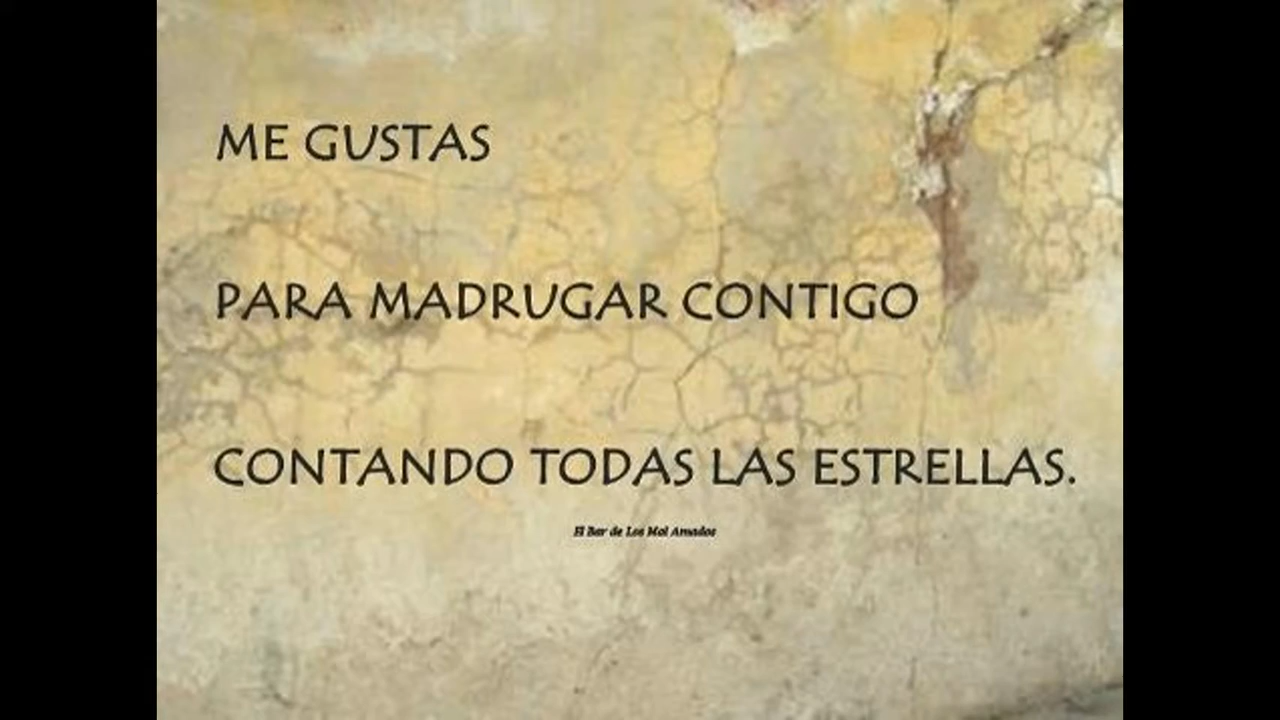 ME GUSTAS
PARA MADRUGAR CONTIGO
CONTANDO TODAS LAS ESTRELLAS.
El Bar de Los Mal Amados